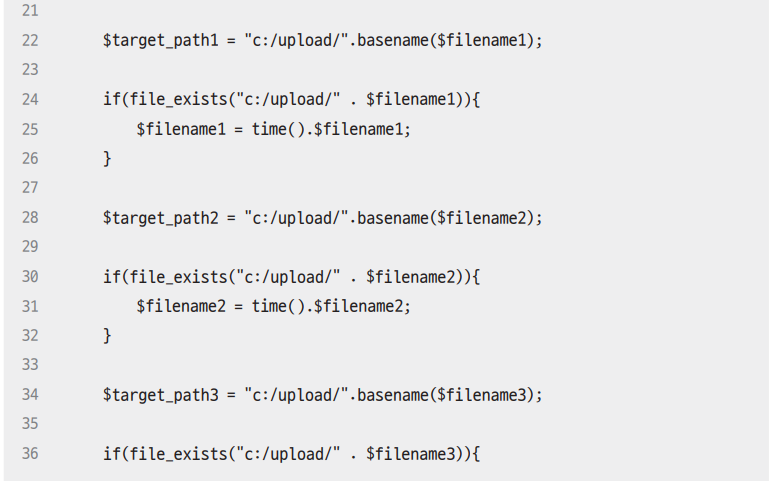 21
22 $target_path1 = "c:/upload/".basename($filename1);
23
24 if(file_exists("c:/upload/" . $filename1)){
25 $filename1 = time().$filename1;
26 }
27
28 $target_path2 = "c:/upload/".basename($filename2);
29
30 if(file_exists("c:/upload/" . $filename2)){
31 $filename2 = time().$filename2;
32 }
33
34 $target_path3 = "c:/upload/".basename($filename3);
35
36 if(file_exists("c:/upload/" . $filename3)){